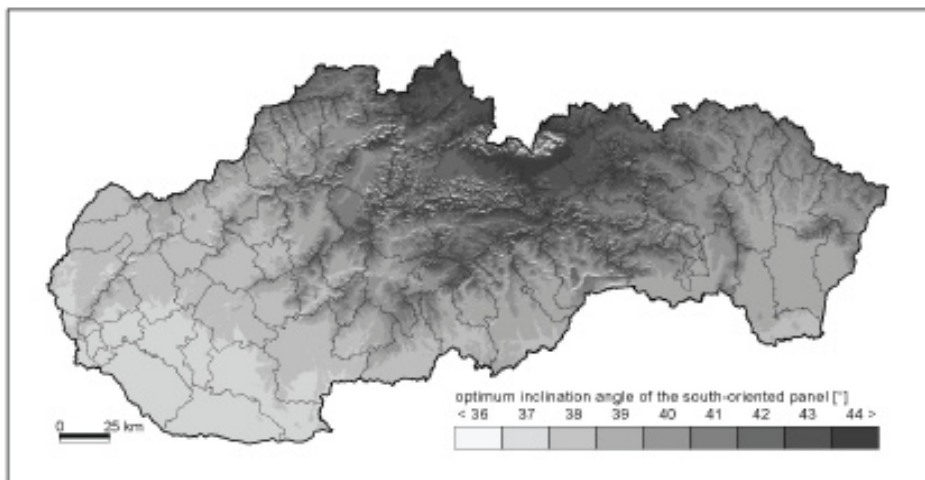 optimum inclination angle of the south-oriented panel [°]
< 36 37 38 39 40 41 42 43 44 >
0 25 km